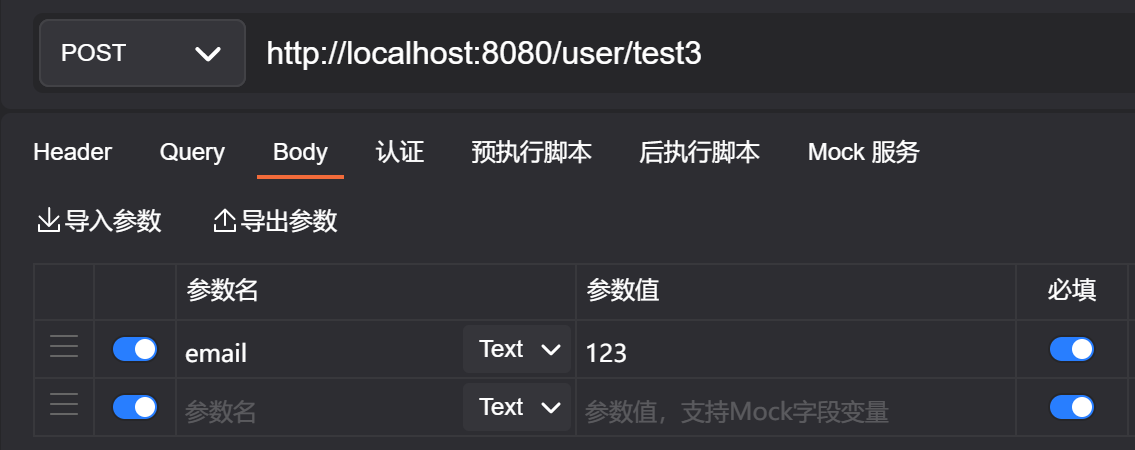 POST http://localhost:8080/user/test3
Header Query Body 认证 预执行脚本 后执行脚本 Mock 服务
导入参数 导出参数
参数名 参数值 必填
email Text 123
参数名 Text 参数值，支持Mock字段变量